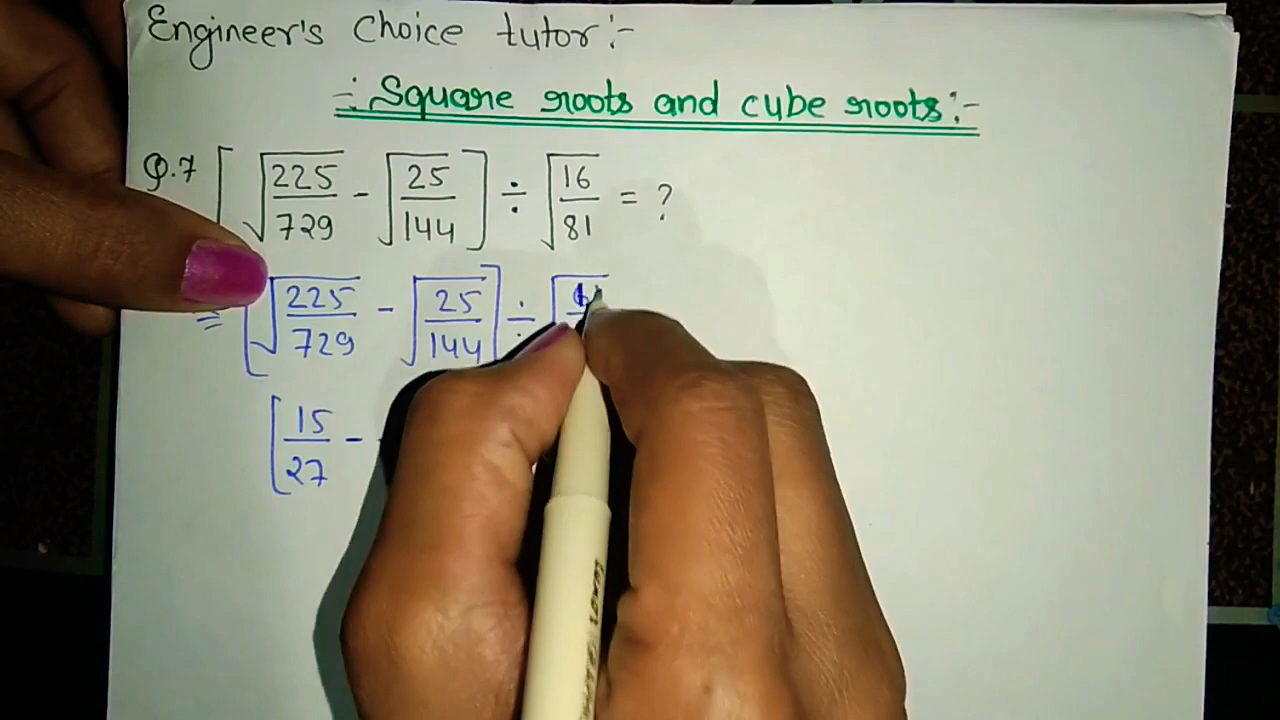 Engineer's Choice tutor:-
-: Square roots and cube roots:-
Q.7 [ √225/729 - √25/144 ] ÷ √16/81 = ?
= [ √225/729 - √25/144 ] ÷ √
[ 15/27 -